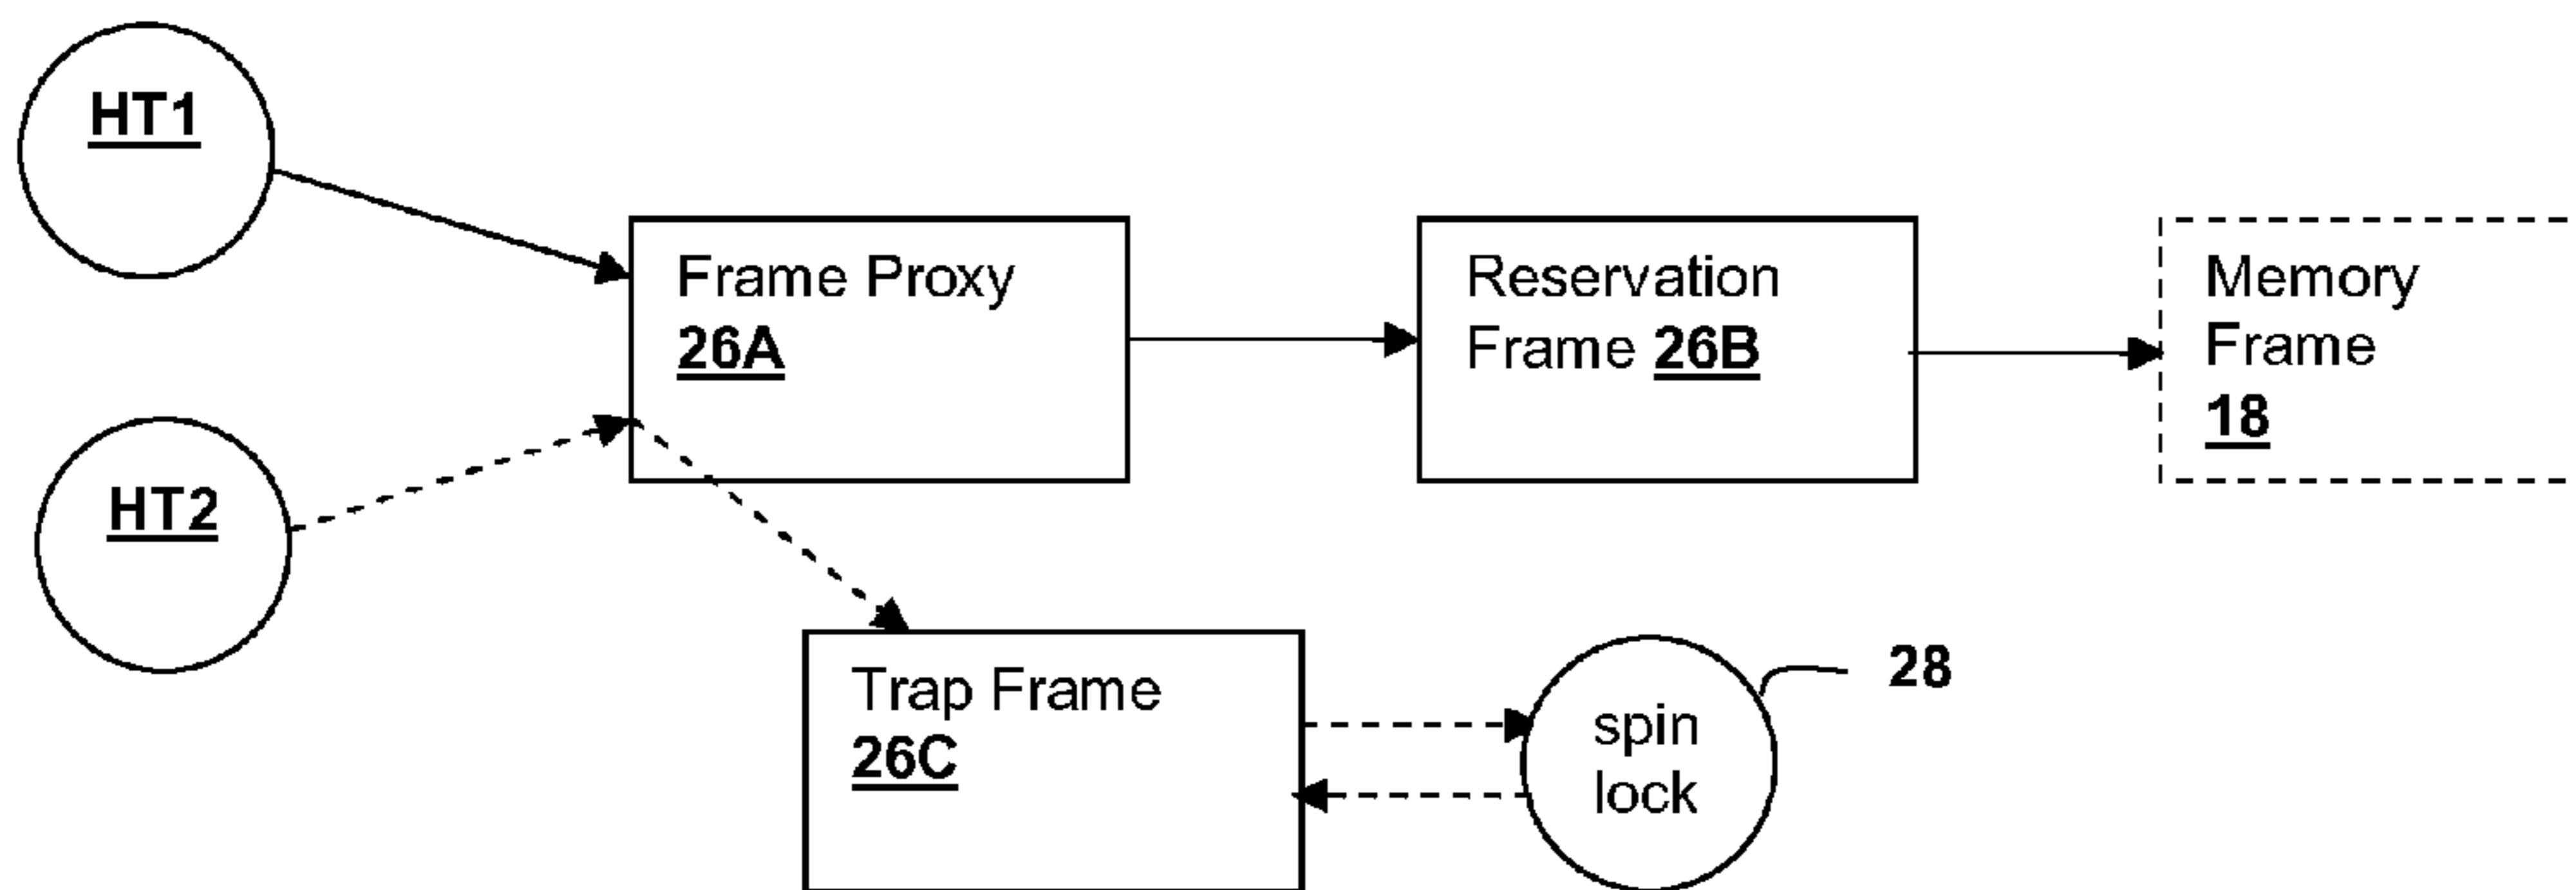 HT1
Frame Proxy
26A
Reservation
Frame 26B
Memory
Frame
18
HT2
Trap Frame
26C
spin
lock
28